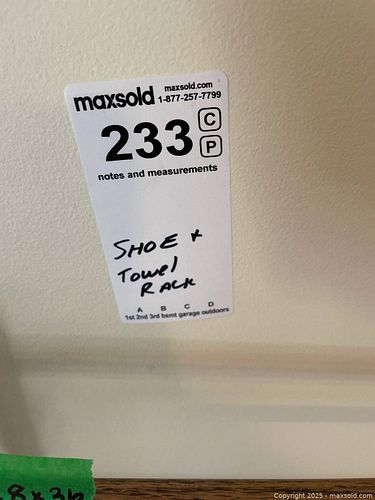 maxsold maxsold.com
1-877-257-7799
233 C
P
notes and measurements
SHOE +
Towel
RACK
A B C D
1st 2nd 3rd bsmt garage outdoors
8x36
Copyright 2025 - maxsold.com